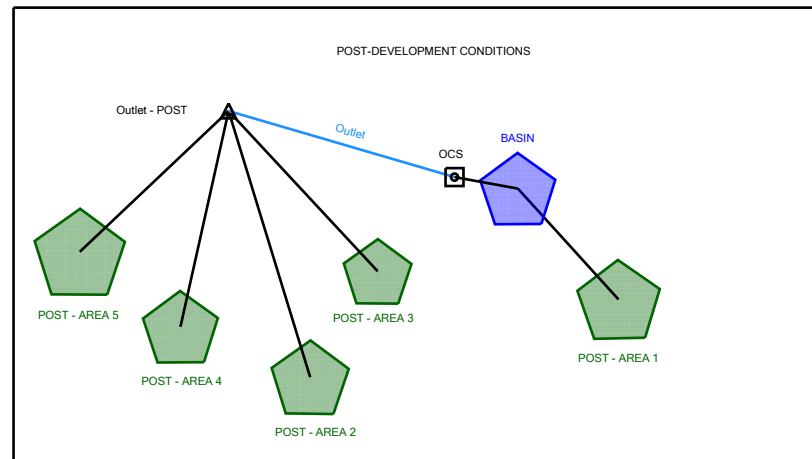 POST-DEVELOPMENT CONDITIONS
Outlet - POST
Outlet
BASIN
OCS
POST - AREA 5
POST - AREA 3
POST - AREA 1
POST - AREA 4
POST - AREA 2